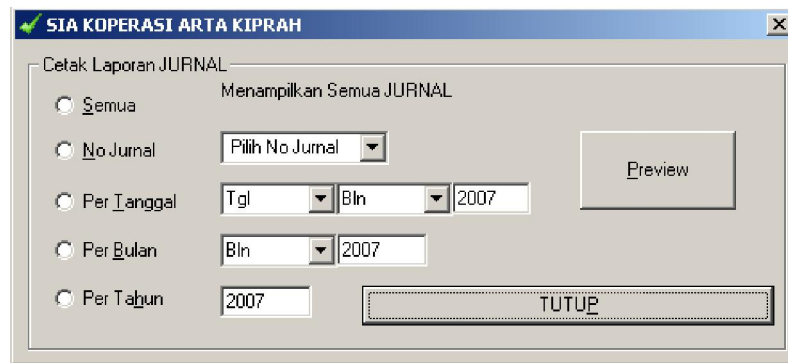 SIA KOPERASI ARTA KIPRAH
Cetak Laporan JURNAL
Semua Menampilkan Semua JURNAL
No Jurnal Pilih No Jurnal
Preview
Per Tanggal Tgl Bln 2007
Per Bulan Bln 2007
Per Tahun 2007 TUTUP